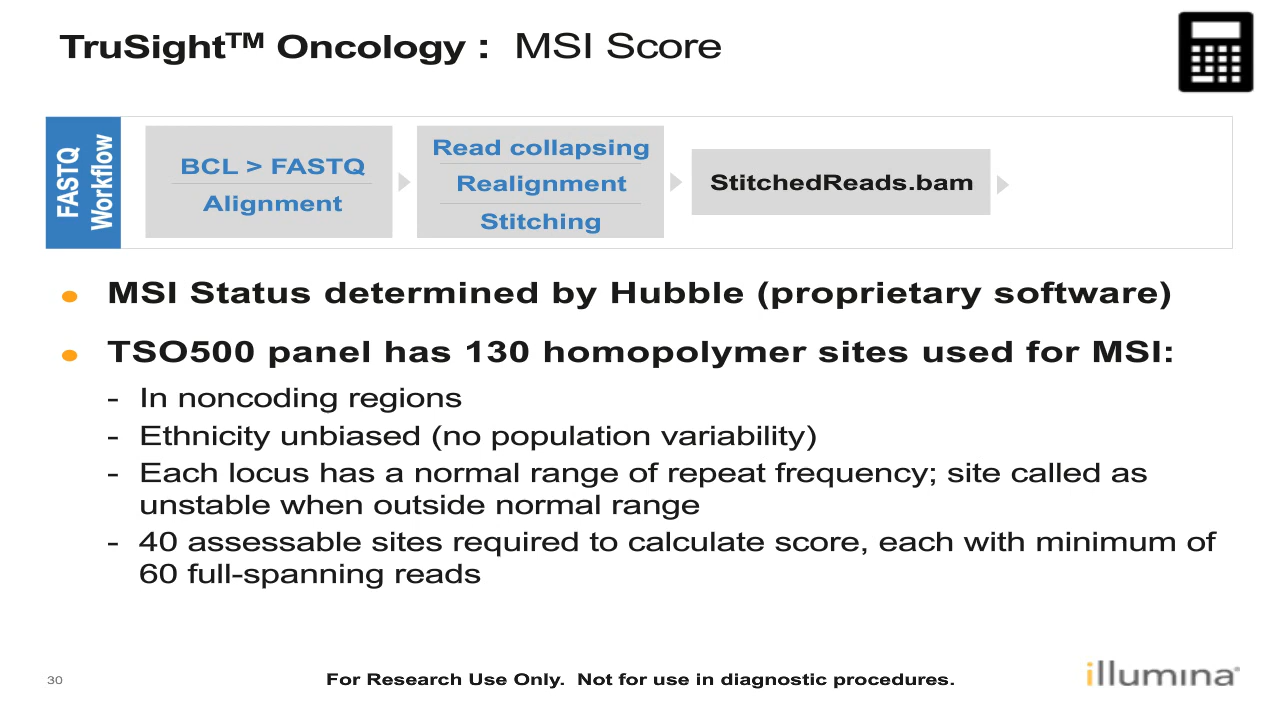 TruSight™ Oncology : MSI Score
FASTQ
Workflow
BCL > FASTQ
Alignment
Read collapsing
Realignment
Stitching
StitchedReads.bam
MSI Status determined by Hubble (proprietary software)
TSO500 panel has 130 homopolymer sites used for MSI:
- In noncoding regions
- Ethnicity unbiased (no population variability)
- Each locus has a normal range of repeat frequency; site called as
unstable when outside normal range
- 40 assessable sites required to calculate score, each with minimum of
60 full-spanning reads
30
For Research Use Only. Not for use in diagnostic procedures.
illumina®